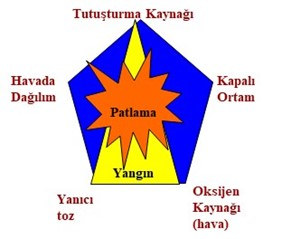 Tutuşturma Kaynağı
Havada
Dağılım
Kapalı
Ortam
Patlama
Yangın
Yanıcı
toz
Oksijen
Kaynağı
(hava)